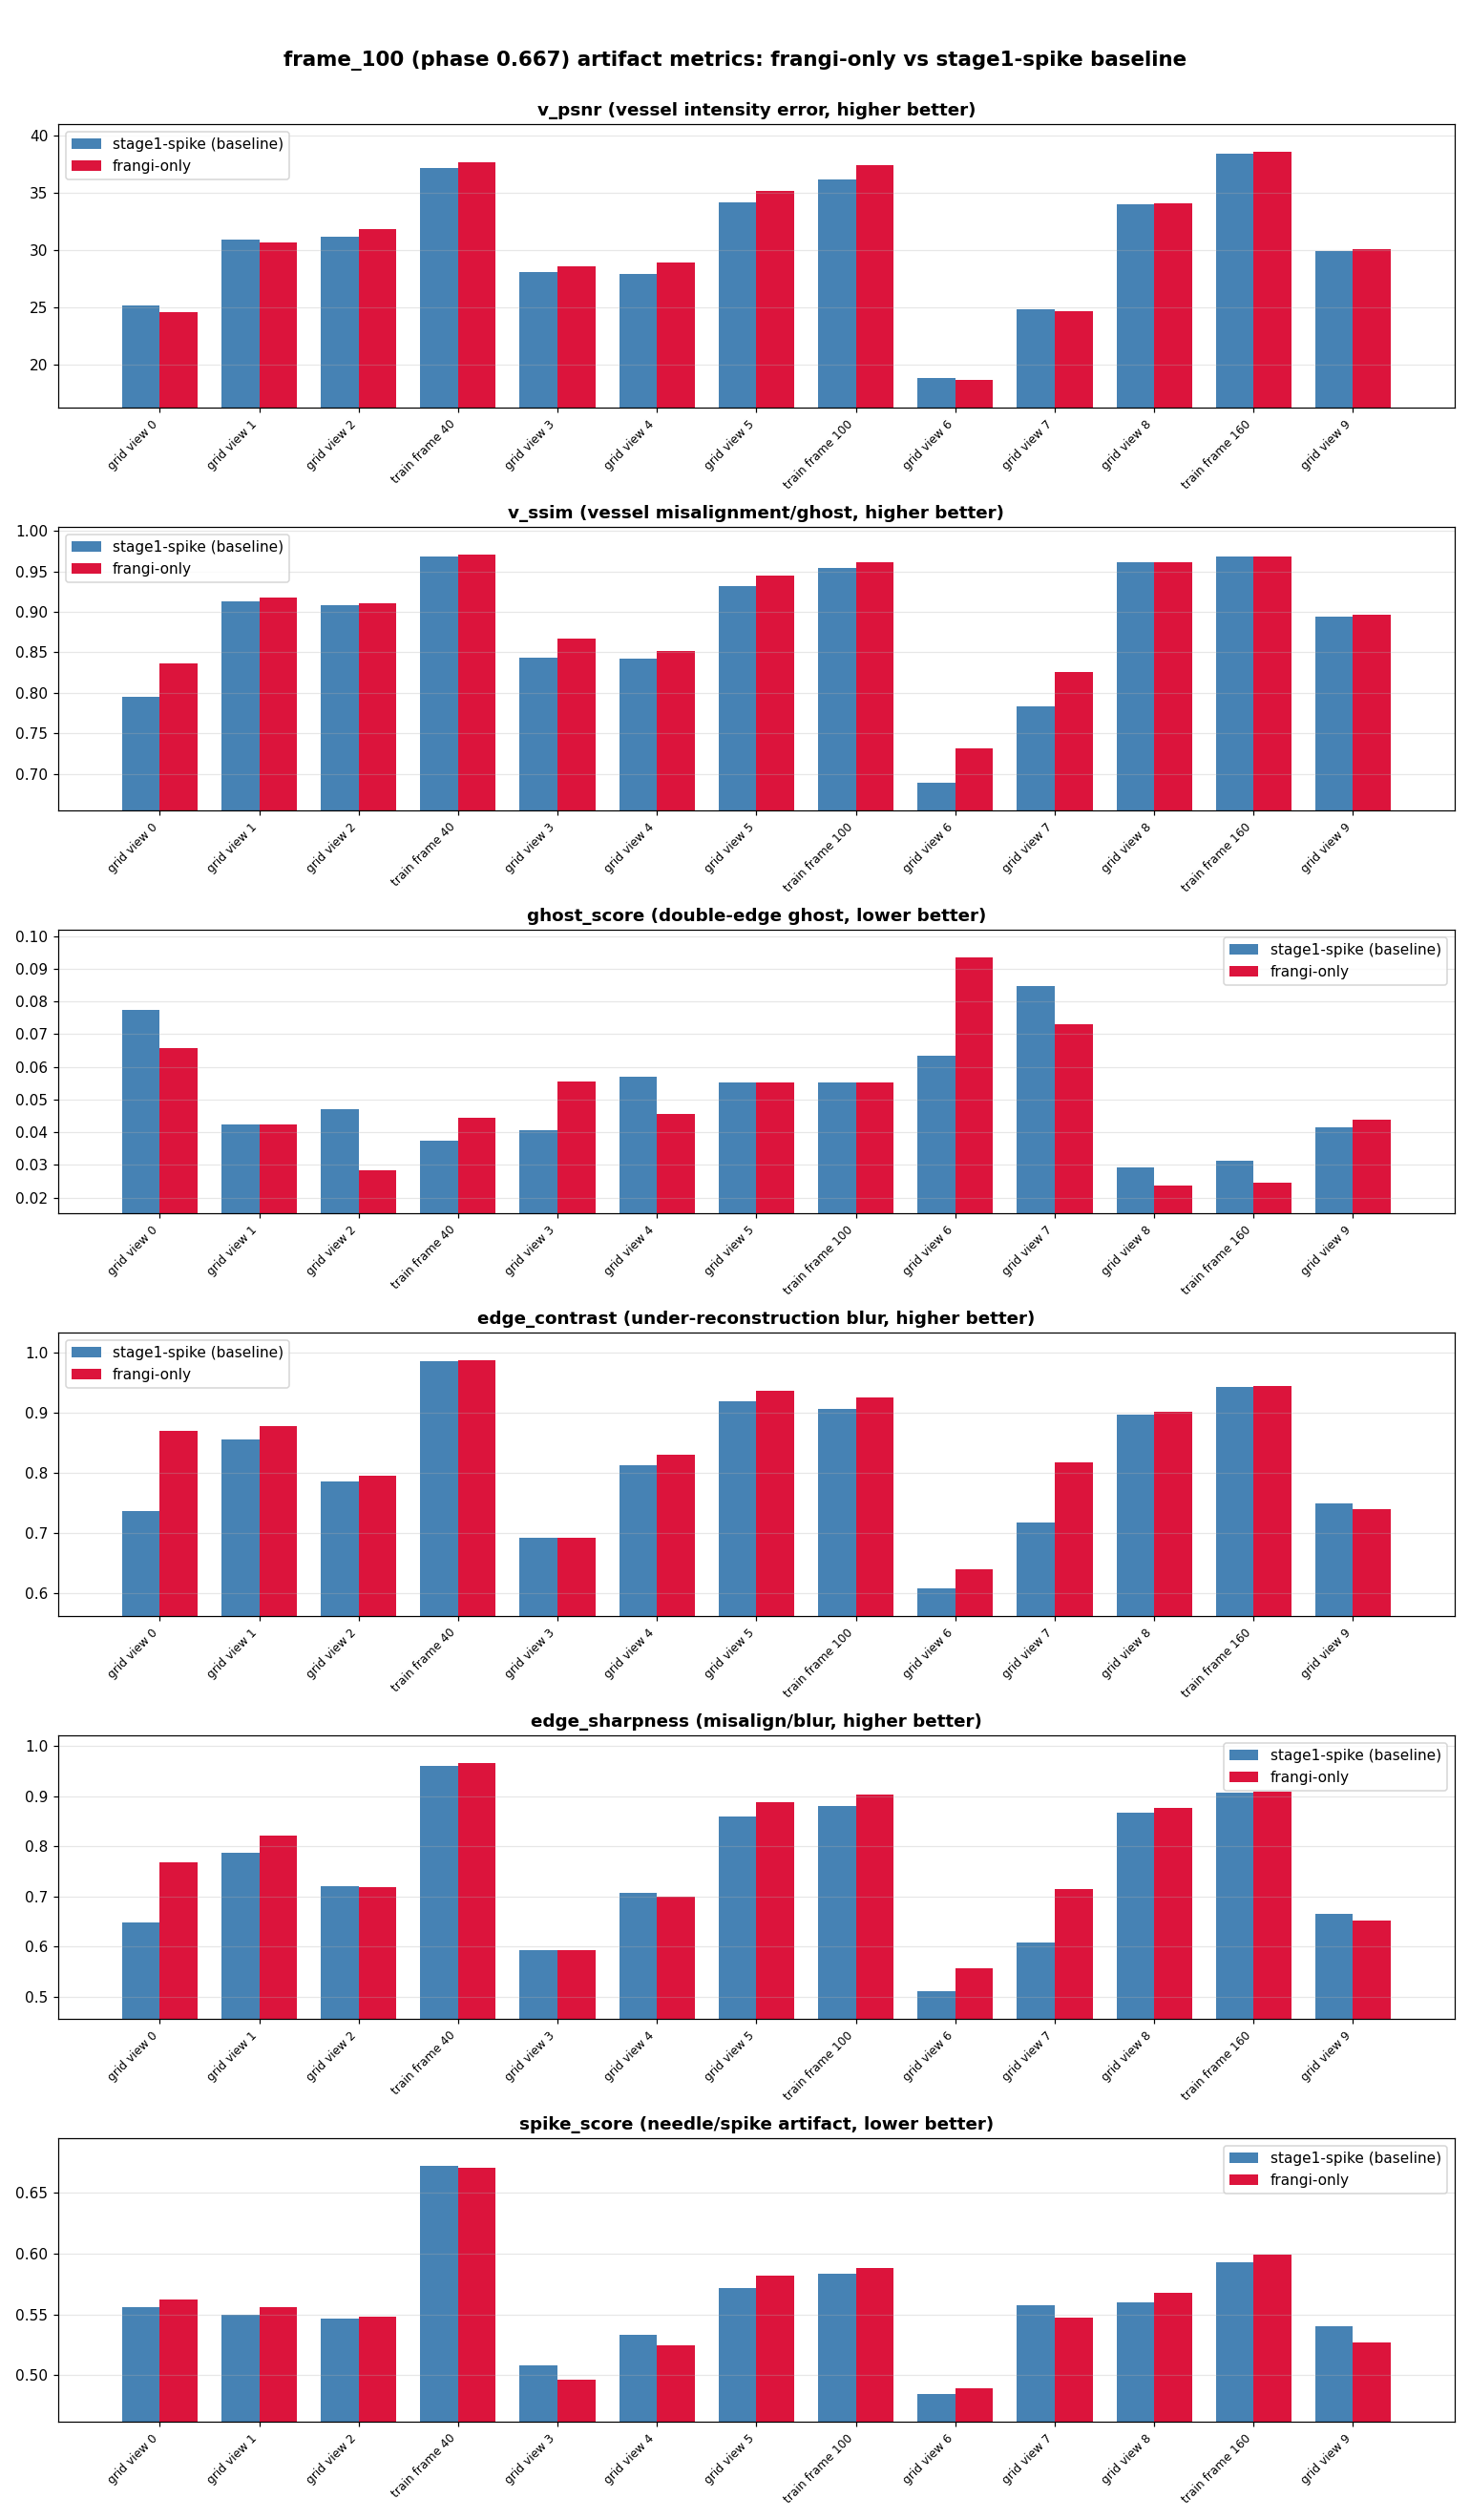 frame_100 (phase 0.667) artifact metrics: frangi-only vs stage1-spike baseline
v_psnr (vessel intensity error, higher better)
stage1-spike (baseline)
frangi-only
40
35
30
25
20
grid view 0
grid view 1
grid view 2
train frame 40
grid view 3
grid view 4
grid view 5
train frame 100
grid view 6
grid view 7
grid view 8
train frame 160
grid view 9
v_ssim (vessel misalignment/ghost, higher better)
stage1-spike (baseline)
frangi-only
1.00
0.95
0.90
0.85
0.80
0.75
0.70
grid view 0
grid view 1
grid view 2
train frame 40
grid view 3
grid view 4
grid view 5
train frame 100
grid view 6
grid view 7
grid view 8
train frame 160
grid view 9
ghost_score (double-edge ghost, lower better)
stage1-spike (baseline)
frangi-only
0.10
0.09
0.08
0.07
0.06
0.05
0.04
0.03
0.02
grid view 0
grid view 1
grid view 2
train frame 40
grid view 3
grid view 4
grid view 5
train frame 100
grid view 6
grid view 7
grid view 8
train frame 160
grid view 9
edge_contrast (under-reconstruction blur, higher better)
stage1-spike (baseline)
frangi-only
1.0
0.9
0.8
0.7
0.6
grid view 0
grid view 1
grid view 2
train frame 40
grid view 3
grid view 4
grid view 5
train frame 100
grid view 6
grid view 7
grid view 8
train frame 160
grid view 9
edge_sharpness (misalign/blur, higher better)
stage1-spike (baseline)
frangi-only
1.0
0.9
0.8
0.7
0.6
0.5
grid view 0
grid view 1
grid view 2
train frame 40
grid view 3
grid view 4
grid view 5
train frame 100
grid view 6
grid view 7
grid view 8
train frame 160
grid view 9
spike_score (needle/spike artifact, lower better)
stage1-spike (baseline)
frangi-only
0.65
0.60
0.55
0.50
grid view 0
grid view 1
grid view 2
train frame 40
grid view 3
grid view 4
grid view 5
train frame 100
grid view 6
grid view 7
grid view 8
train frame 160
grid view 9